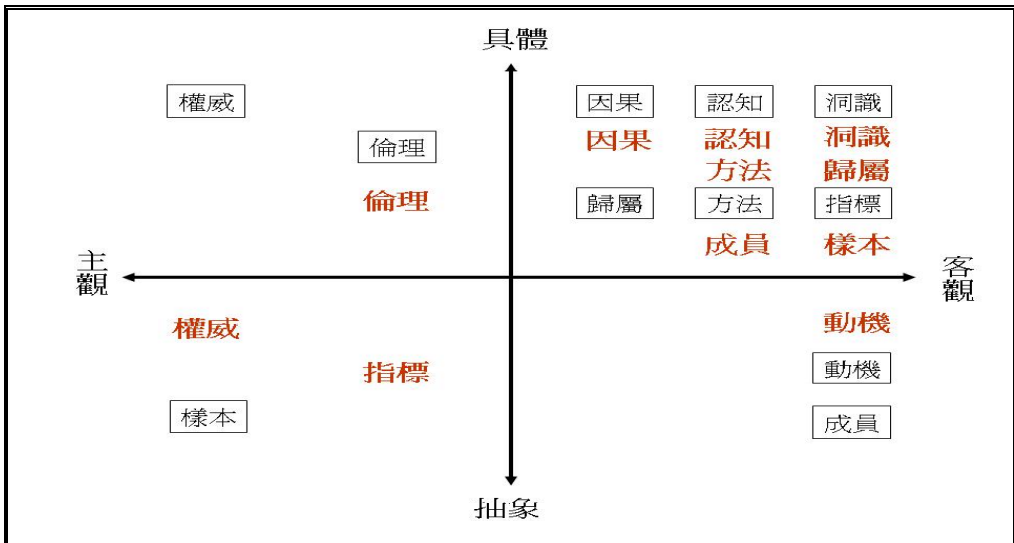 具體
權威
因果
認知
洞識
倫理
因果
認知
洞識
方法
歸屬
倫理
歸屬
方法
指標
成員
樣本
主觀
客觀
權威
動機
指標
動機
樣本
成員
抽象